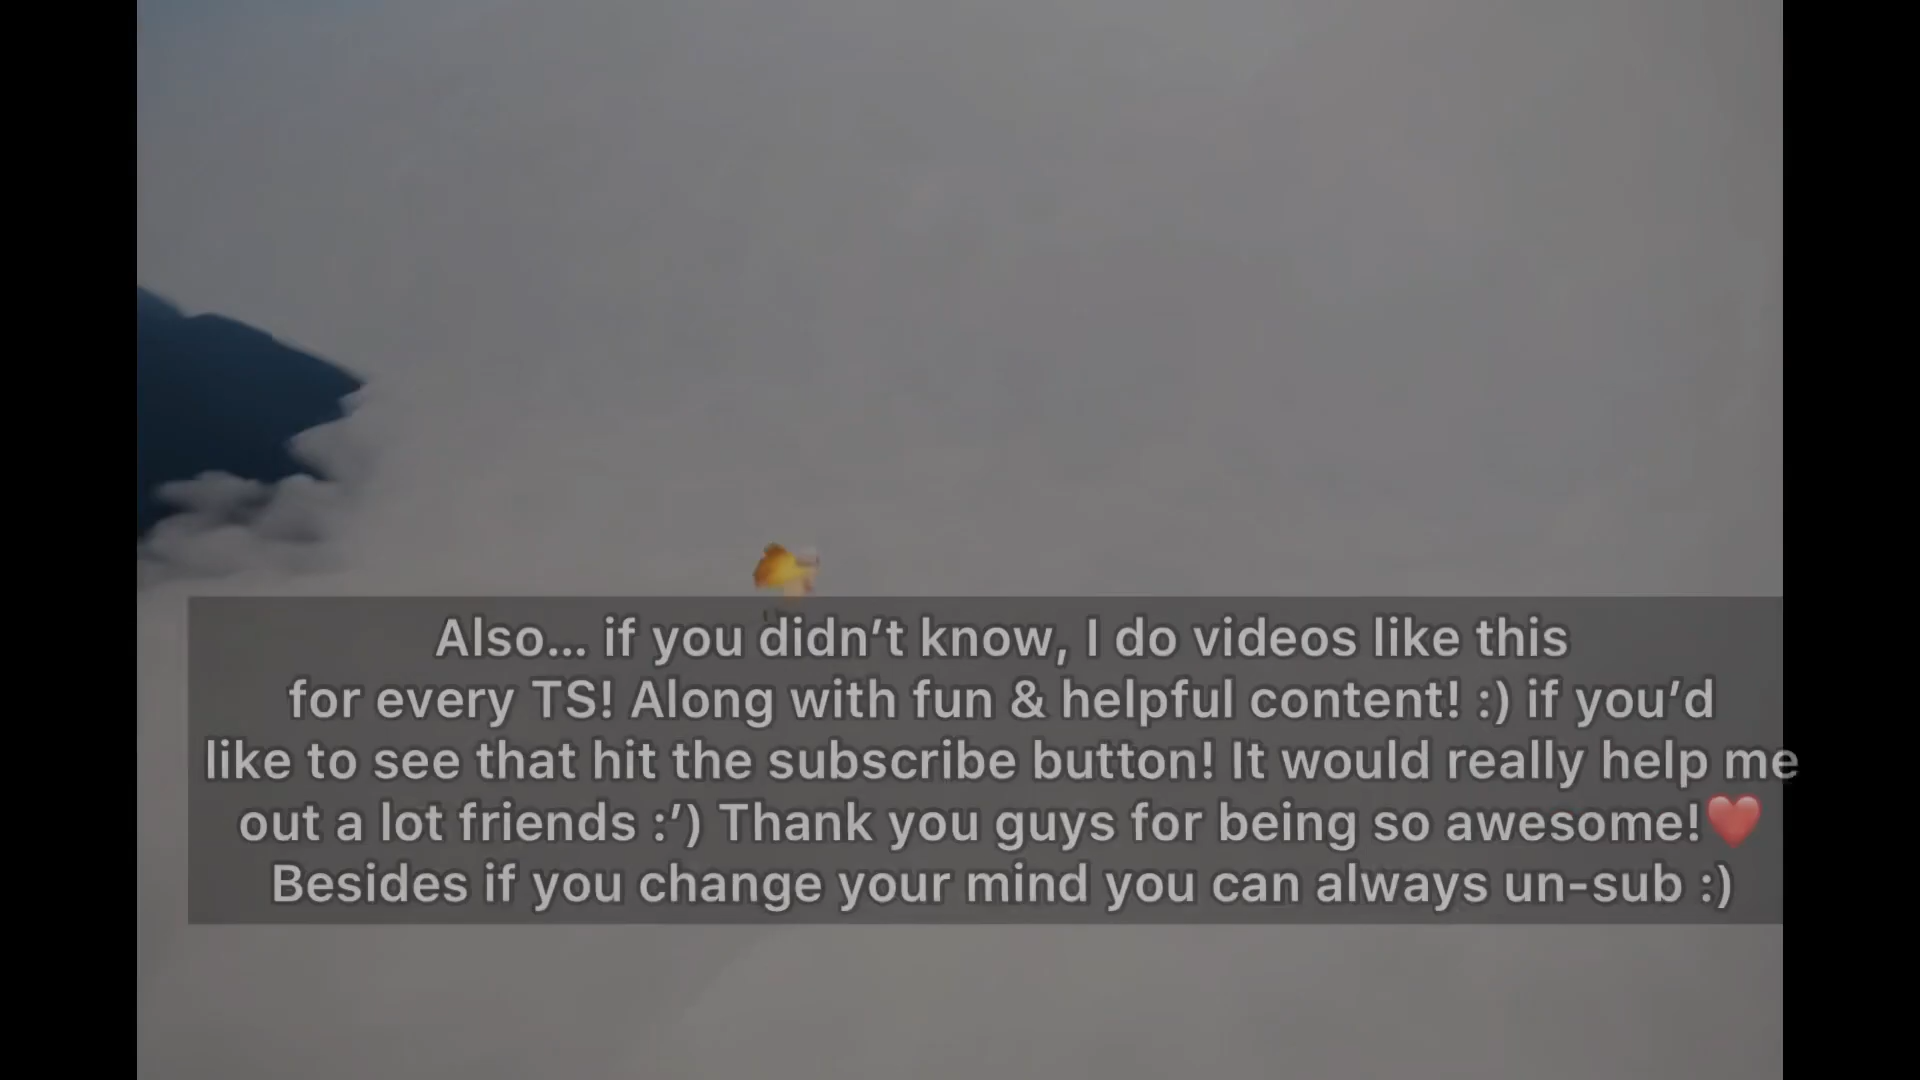 Also... if you didn’t know, I do videos like this
for every TS! Along with fun & helpful content! :) if you’d
like to see that hit the subscribe button! It would really help me
out a lot friends :’) Thank you guys for being so awesome!❤️
Besides if you change your mind you can always un-sub :)